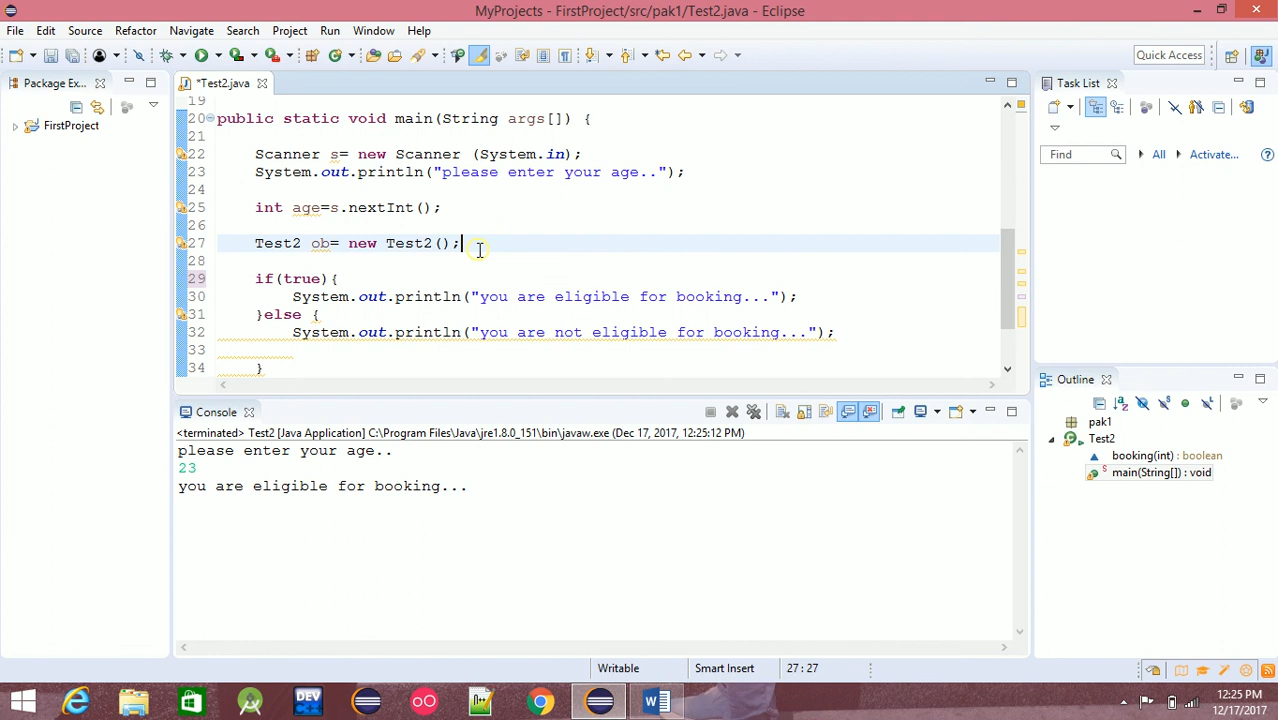 MyProjects - FirstProject/src/pak1/Test2.java - Eclipse
File Edit Source Refactor Navigate Search Project Run Window Help
Quick Access
Package Ex...
*Test2.java
Task List
19
20 public static void main(String args[]) {
21
22 Scanner s= new Scanner (System.in);
23 System.out.println("please enter your age..");
24
25 int age=s.nextInt();
26
27 Test2 ob= new Test2();
28
29 if(true){
30 System.out.println("you are eligible for booking...");
31 }else {
32 System.out.println("you are not eligible for booking...");
33
34 }
FirstProject
Find All Activate...
Outline
pak1
Test2
booking(int) : boolean
main(String[]) : void
Console
<terminated> Test2 [Java Application] C:\Program Files\Java\jre1.8.0_151\bin\javaw.exe (Dec 17, 2017, 12:25:12 PM)
please enter your age..
23
you are eligible for booking...
Writable Smart Insert 27 : 27
DEV
12:25 PM
12/17/2017